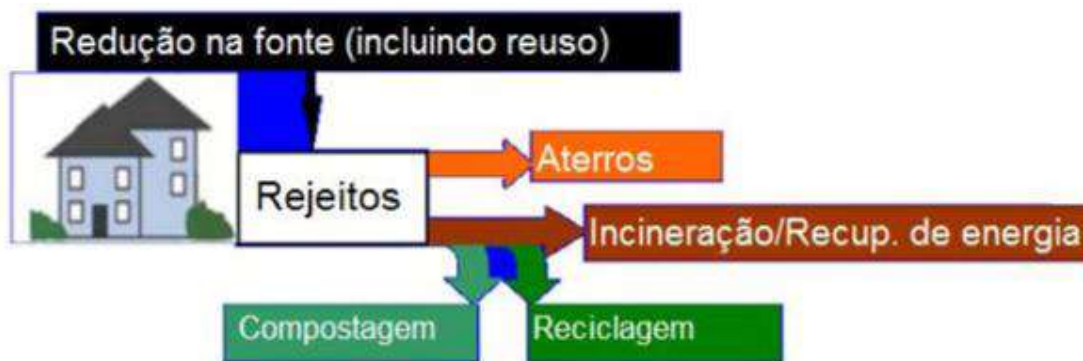 Redução na fonte (incluindo reuso)
Rejeitos
Aterros
Incineração/Recup. de energia
Compostagem
Reciclagem